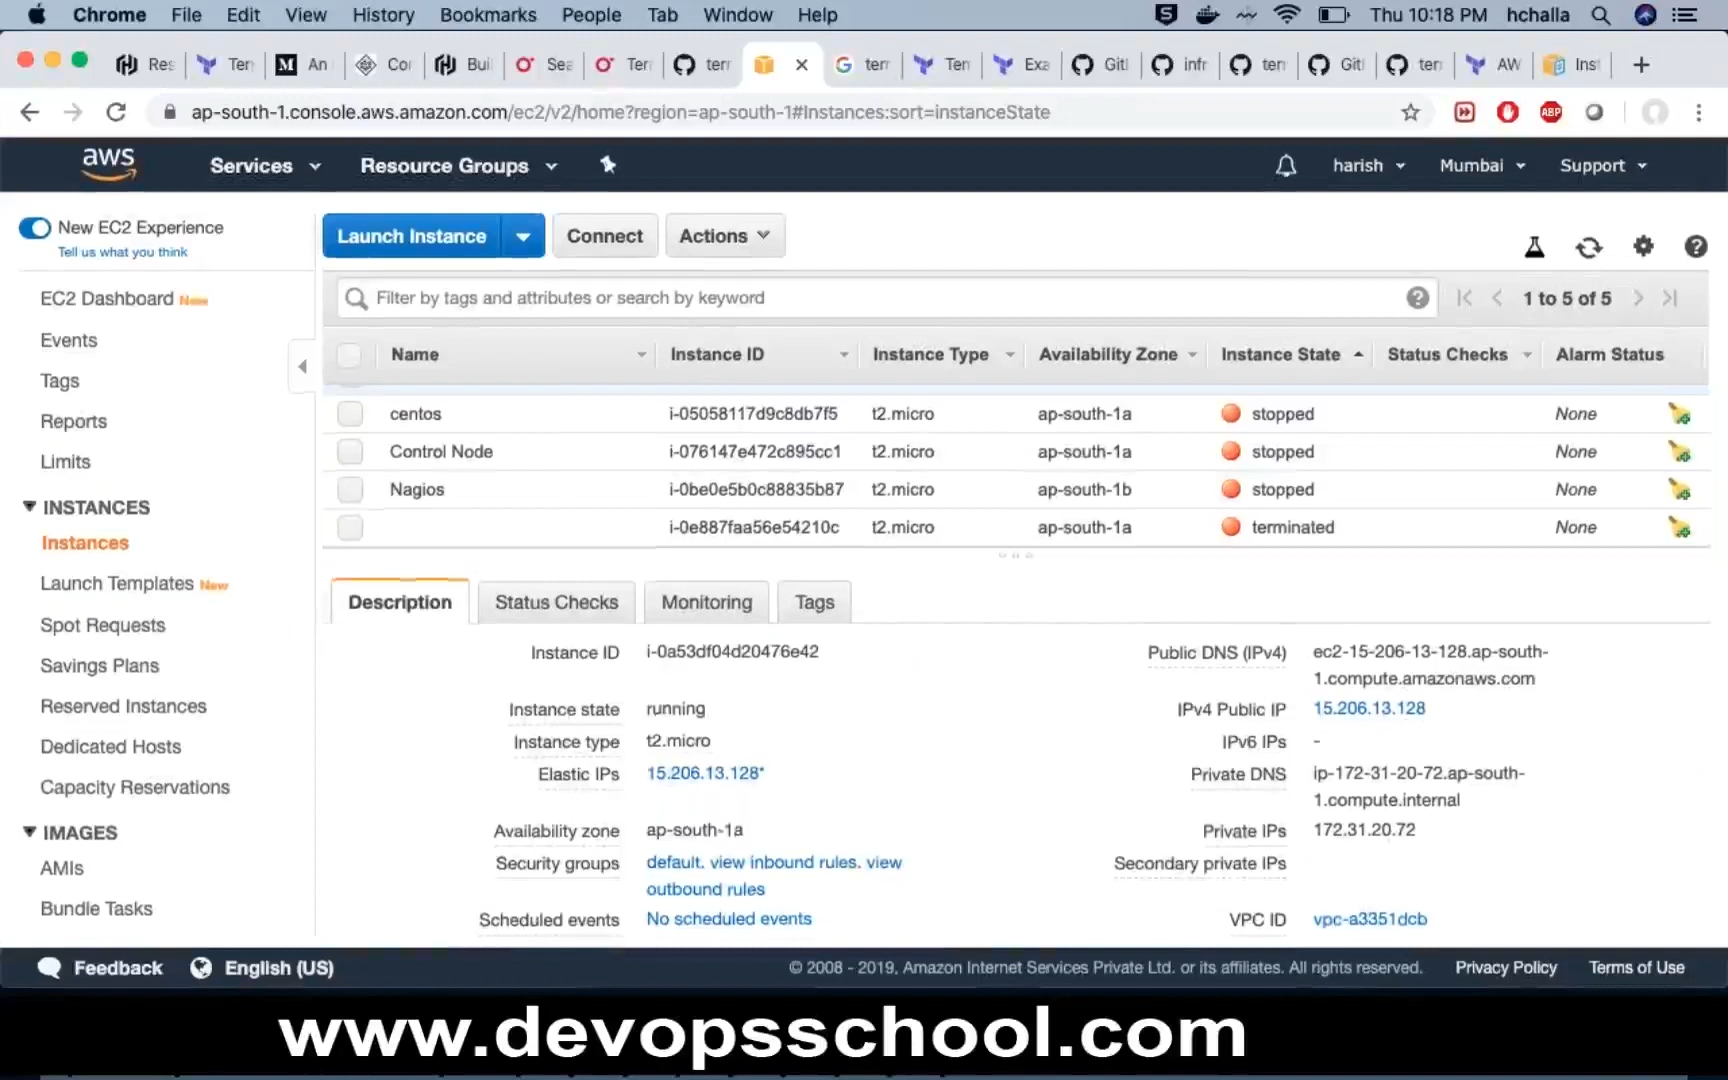 Chrome File Edit View History Bookmarks People Tab Window Help Thu 10:18 PM hchalla
Res Ter An Cor Buil Sea Ter terr terr Terr Exa Gitl infr terr Gitl terr AW Inst
ap-south-1.console.aws.amazon.com/ec2/v2/home?region=ap-south-1#Instances:sort=instanceState ABP
aws Services Resource Groups harish Mumbai Support
New EC2 Experience
Tell us what you think
EC2 Dashboard New
Events
Tags
Reports
Limits
INSTANCES
Instances
Launch Templates New
Spot Requests
Savings Plans
Reserved Instances
Dedicated Hosts
Capacity Reservations
IMAGES
AMIs
Bundle Tasks
Launch Instance Connect Actions
Filter by tags and attributes or search by keyword 1 to 5 of 5
Name Instance ID Instance Type Availability Zone Instance State Status Checks Alarm Status
centos i-05058117d9c8db7f5 t2.micro ap-south-1a stopped None
Control Node i-076147e472c895cc1 t2.micro ap-south-1a stopped None
Nagios i-0be0e5b0c88835b87 t2.micro ap-south-1b stopped None
i-0e887faa56e54210c t2.micro ap-south-1a terminated None
Description Status Checks Monitoring Tags
Instance ID i-0a53df04d20476e42
Instance state running
Instance type t2.micro
Elastic IPs 15.206.13.128*
Availability zone ap-south-1a
Security groups default. view inbound rules. view
outbound rules
Scheduled events No scheduled events
Public DNS (IPv4) ec2-15-206-13-128.ap-south-
1.compute.amazonaws.com
IPv4 Public IP 15.206.13.128
IPv6 IPs -
Private DNS ip-172-31-20-72.ap-south-
1.compute.internal
Private IPs 172.31.20.72
Secondary private IPs
VPC ID vpc-a3351dcb
Feedback English (US) © 2008 - 2019, Amazon Internet Services Private Ltd. or its affiliates. All rights reserved. Privacy Policy Terms of Use
www.devopsschool.com